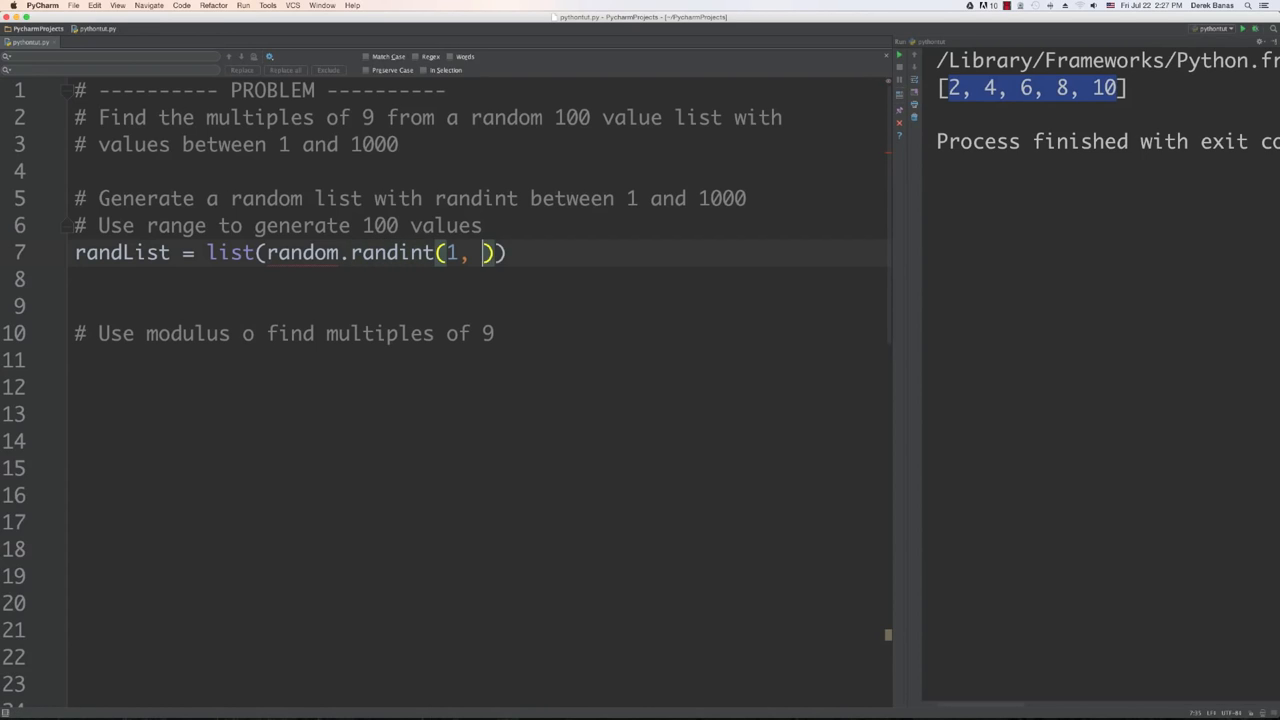 PyCharm File Edit View Navigate Code Refactor Run Tools VCS Window Help
10 Fri Jul 22 2:27 PM Derek Banas
pythontut.py - PycharmProjects - [~/PycharmProjects]
PycharmProjects pythontut.py
pythontut
pythontut.py
Run pythontut
Match Case Regex Words
Replace Replace all Exclude Preserve Case In Selection
1 # ---------- PROBLEM ----------
2 # Find the multiples of 9 from a random 100 value list with
3 # values between 1 and 1000
4
5 # Generate a random list with randint between 1 and 1000
6 # Use range to generate 100 values
7 randList = list(random.randint(1, ))
8
9
10 # Use modulus o find multiples of 9
11
12
13
14
15
16
17
18
19
20
21
22
23
/Library/Frameworks/Python.fr
[2, 4, 6, 8, 10]
Process finished with exit co
7:35 LF≠ UTF-8≠